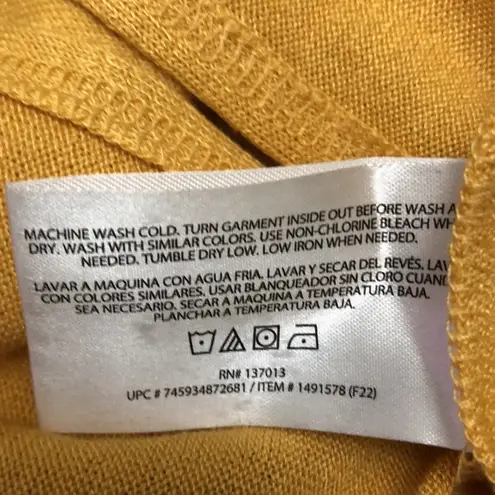 MACHINE WASH COLD. TURN GARMENT INSIDE OUT BEFORE WASH A
DRY. WASH WITH SIMILAR COLORS. USE NON-CHLORINE BLEACH WH
NEEDED. TUMBLE DRY LOW. LOW IRON WHEN NEEDED.
LAVAR A MAQUINA CON AGUA FRIA. LAVAR Y SECAR DEL REVÉS. LAV
CON COLORES SIMILARES. USAR BLANQUEADOR SIN CLORO CUAN
SEA NECESARIO. SECAR A MAQUINA A TEMPERATURA BAJA.
PLANCHAR A TEMPERATURA BAJA.
RN# 137013
UPC # 745934872681 / ITEM # 1491578 (F22)